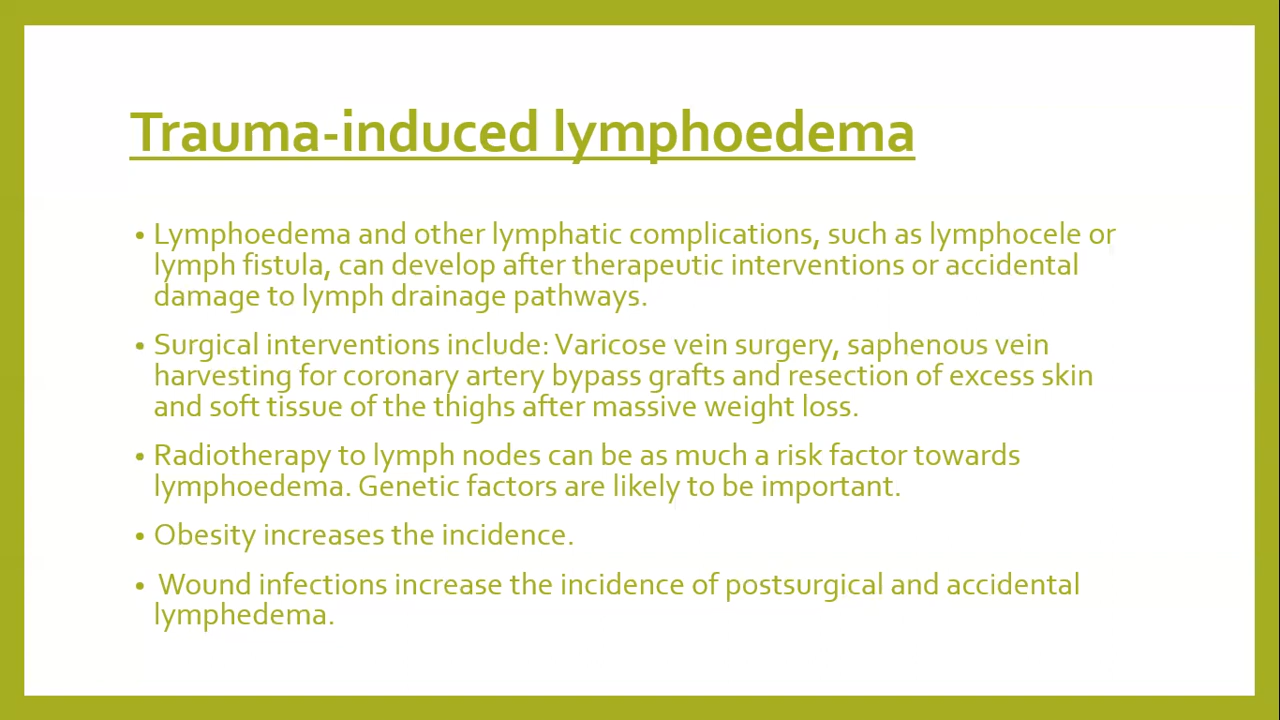 Trauma-induced lymphoedema
• Lymphoedema and other lymphatic complications, such as lymphocele or
lymph fistula, can develop after therapeutic interventions or accidental
damage to lymph drainage pathways.
• Surgical interventions include: Varicose vein surgery, saphenous vein
harvesting for coronary artery bypass grafts and resection of excess skin
and soft tissue of the thighs after massive weight loss.
• Radiotherapy to lymph nodes can be as much a risk factor towards
lymphoedema. Genetic factors are likely to be important.
• Obesity increases the incidence.
• Wound infections increase the incidence of postsurgical and accidental
lymphedema.